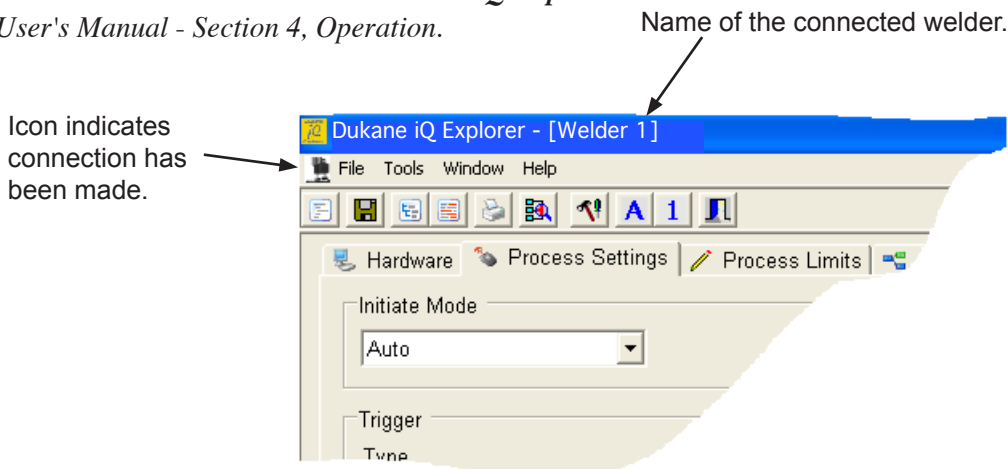 User's Manual - Section 4, Operation.
Name of the connected welder.
Icon indicates
connection has
been made.
Dukane iQ Explorer - [Welder 1]
File Tools Window Help
A 1
Hardware Process Settings Process Limits
Initiate Mode
Auto
Trigger
Type